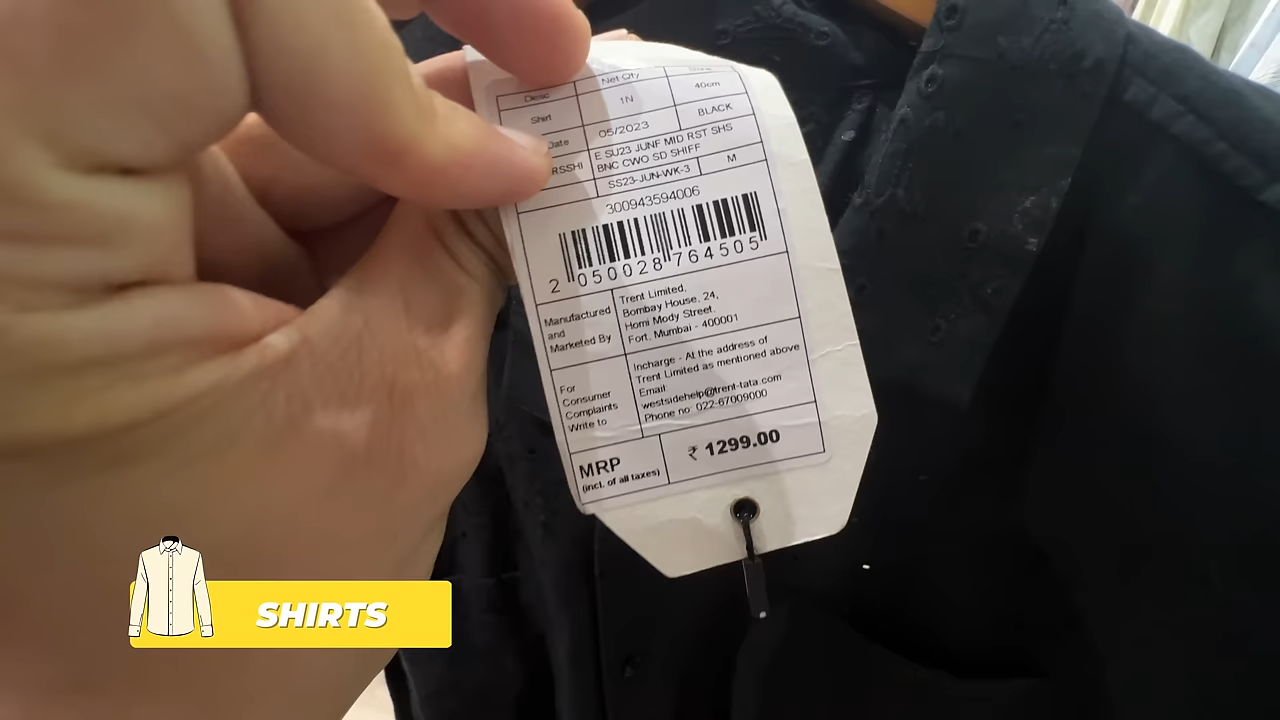 Desc
Net Qty
Shirt
1N
40cm
Date
05/2023
BLACK
RSSHI
E SU23 JUNF MID RST SHS
BNC CWO SD SHIFF
SS23-JUN-WK-3
M
300943594006
2 050028 764505
Manufactured
and
Marketed By
Trent Limited.
Bombay House, 24,
Homi Mody Street.
Fort, Mumbai - 400001
For
Consumer
Complaints
Write to
Incharge - At the address of
Trent Limited as mentioned above
Email:
westsidehelp@trent-tata.com
Phone no 022-67009000
MRP
(incl. of all taxes)
₹ 1299.00
SHIRTS